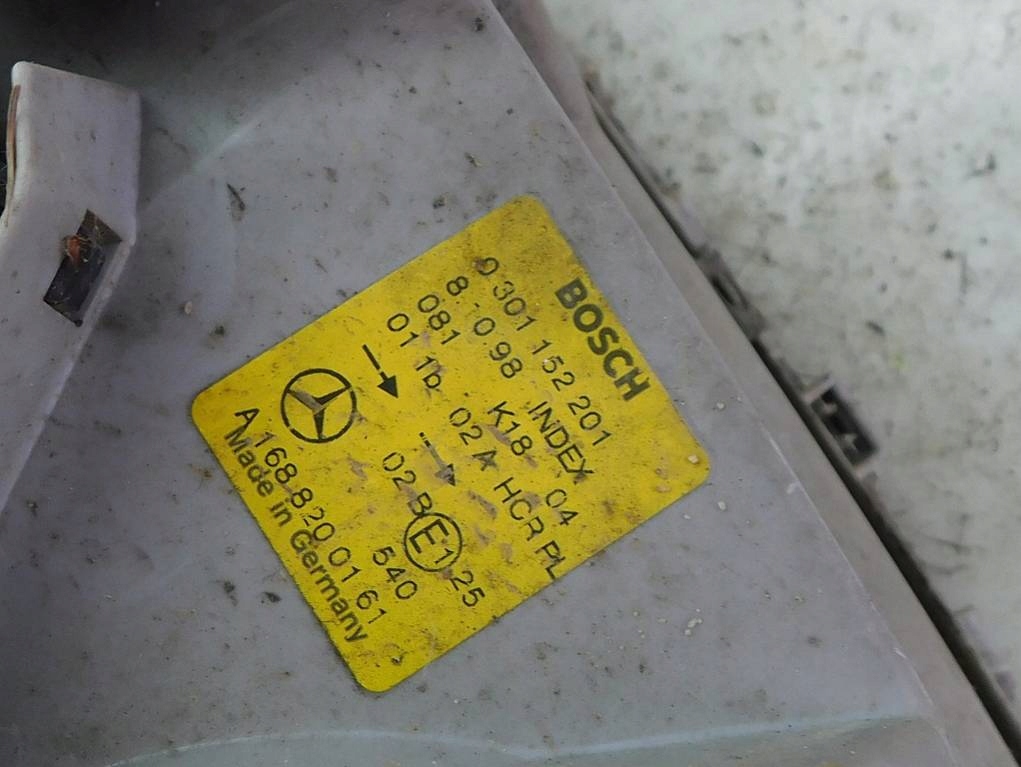 BOSCH
0 301 152 201
8 - 0.98 INDEX 04
081 K18
01 1b 02 A HCR PL
02 B E1 25
540
A 168 820 01 61
Made in Germany